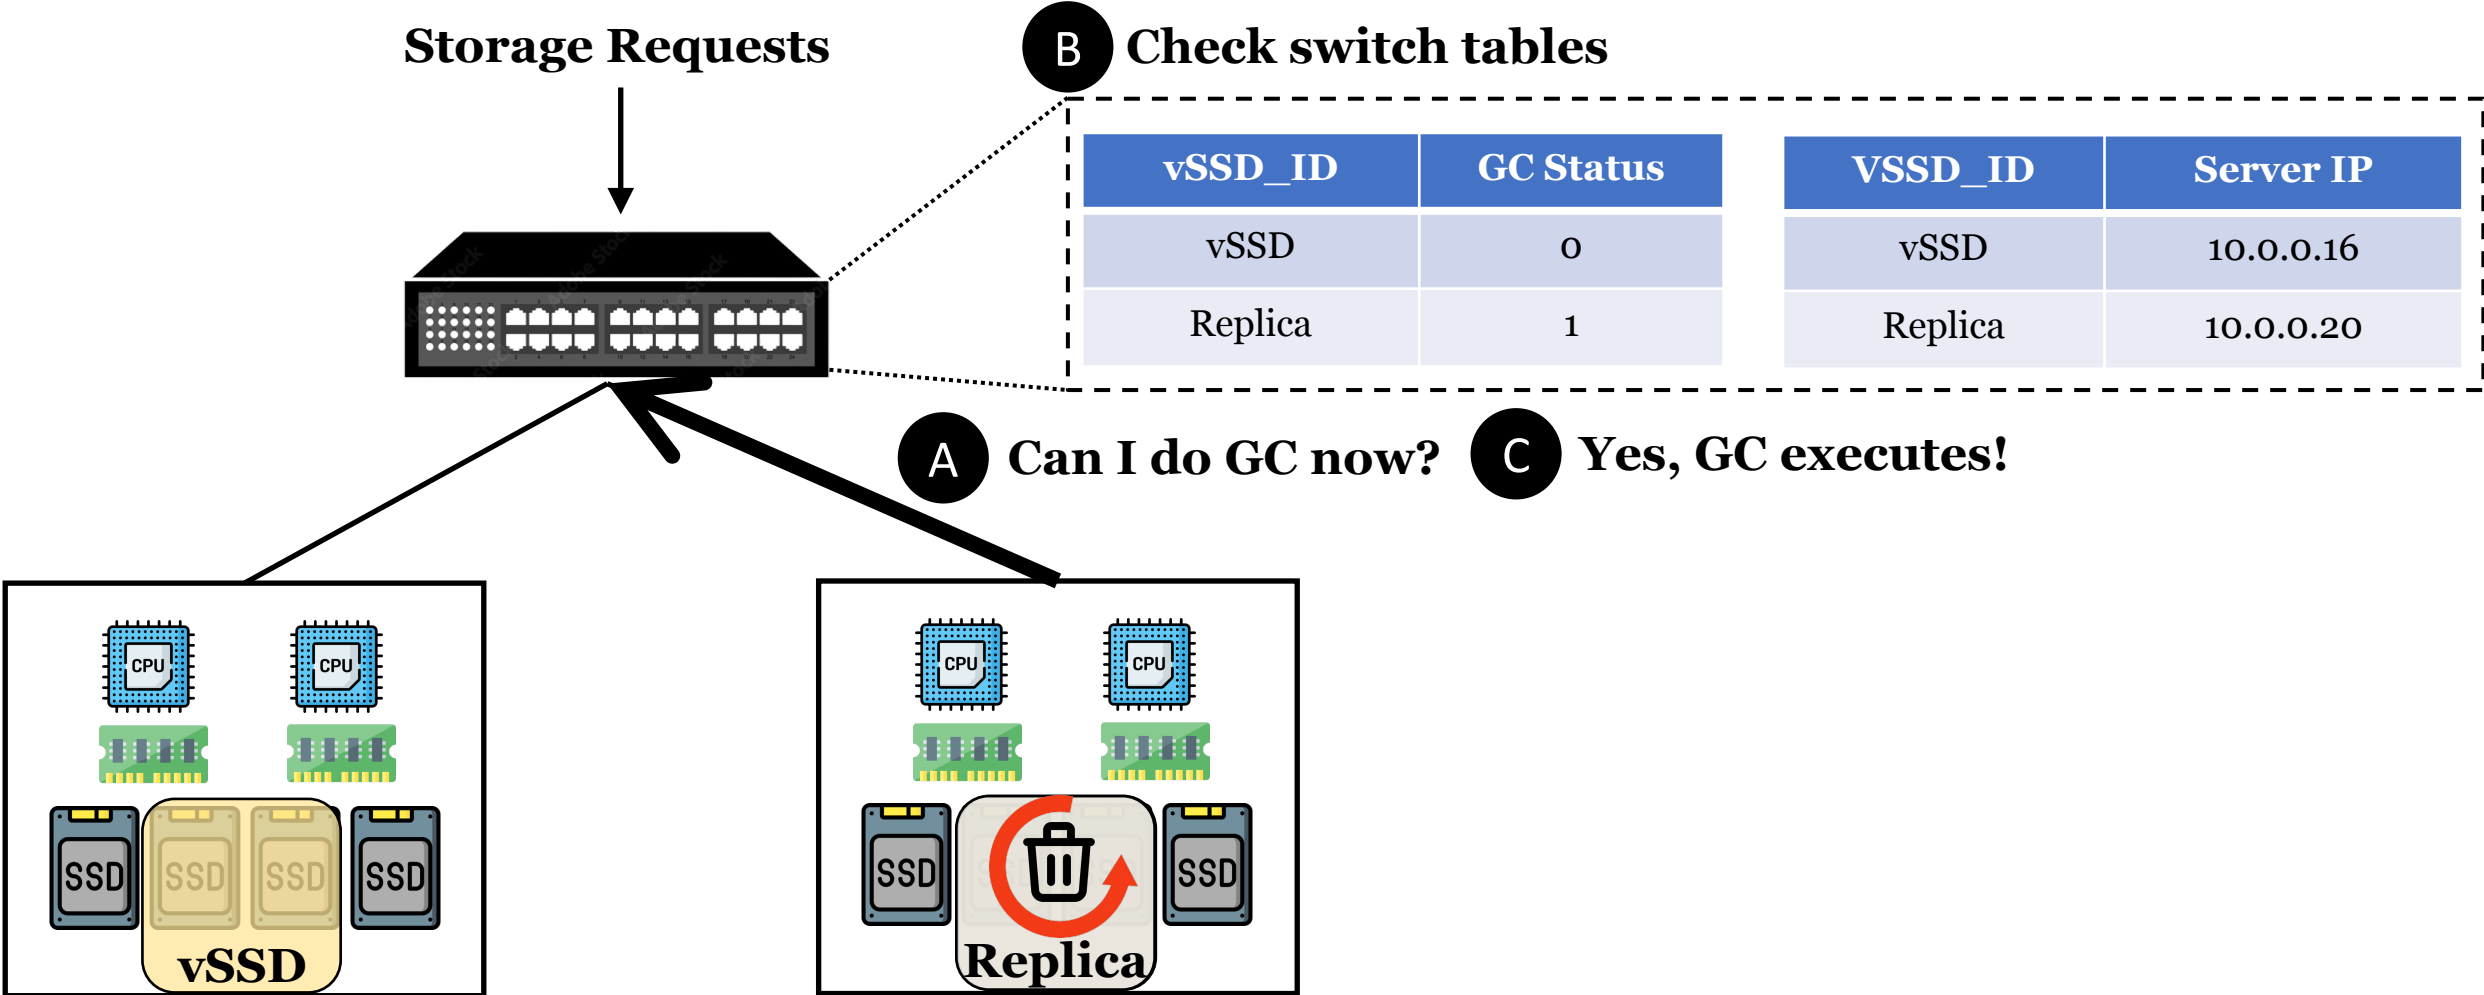 Storage Requests
B Check switch tables
vSSD_ID GC Status
vSSD 0
Replica 1
VSSD_ID Server IP
vSSD 10.0.0.16
Replica 10.0.0.20
A Can I do GC now?
C Yes, GC executes!
CPU CPU
SSD SSD SSD SSD
vSSD
CPU CPU
SSD SSD
Replica